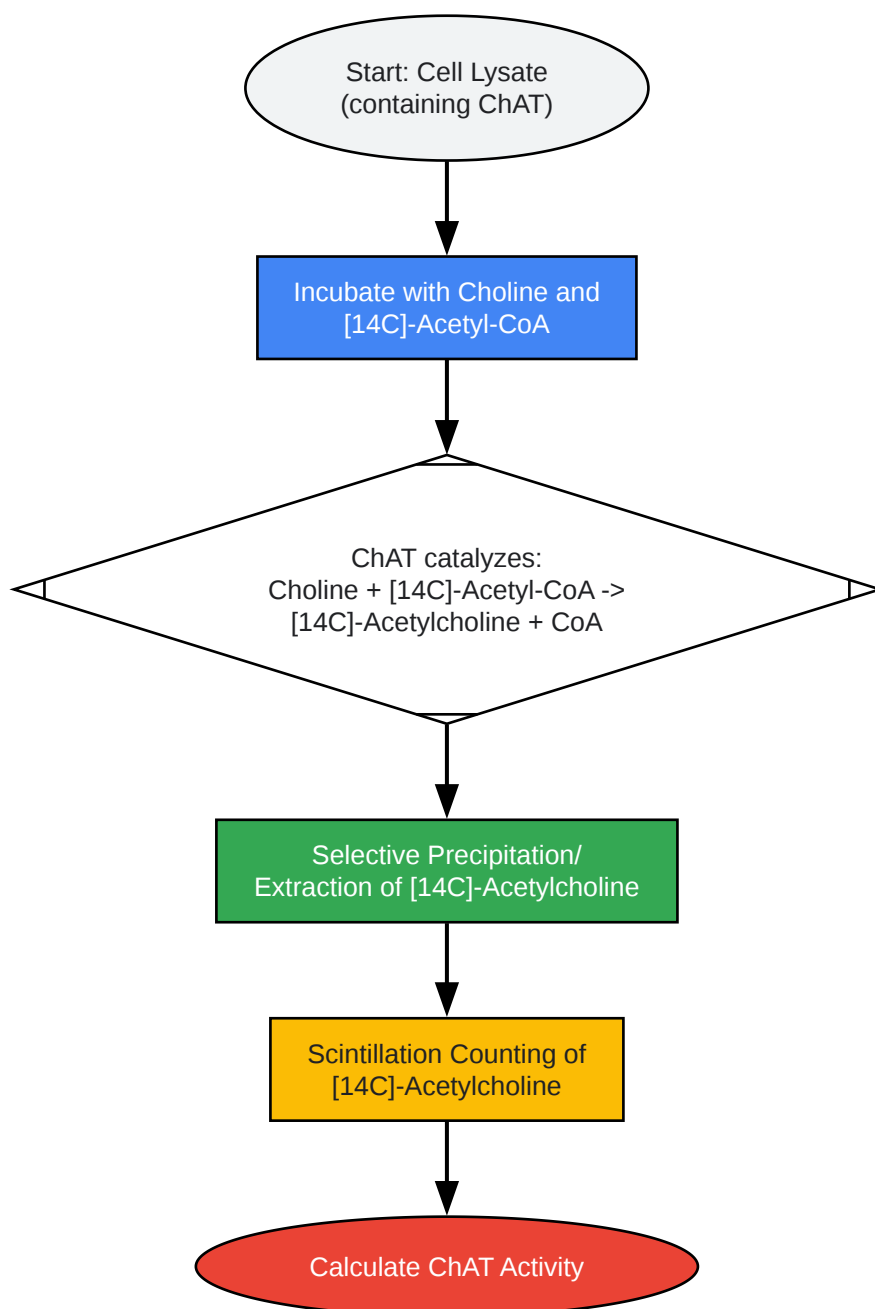 Start: Cell Lysate
(containing ChAT)
Incubate with Choline and
[14C]-Acetyl-CoA
ChAT catalyzes:
Choline + [14C]-Acetyl-CoA ->
[14C]-Acetylcholine + CoA
Selective Precipitation/
Extraction of [14C]-Acetylcholine
Scintillation Counting of
[14C]-Acetylcholine
Calculate ChAT Activity